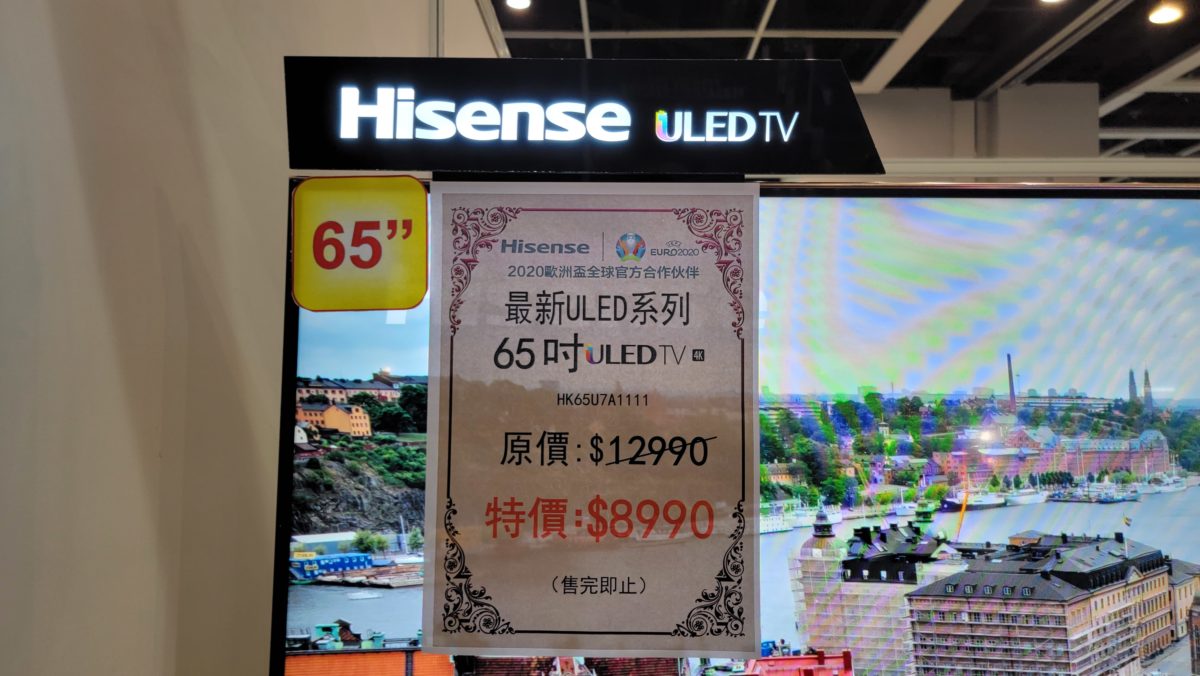 Hisense ULED TV
65”
Hisense EURO2020
2020歐洲盃全球官方合作伙伴
最新ULED系列
65吋ULEDTV 4K
HK65U7A1111
原價:$12990
特價:$8990
（售完即止）